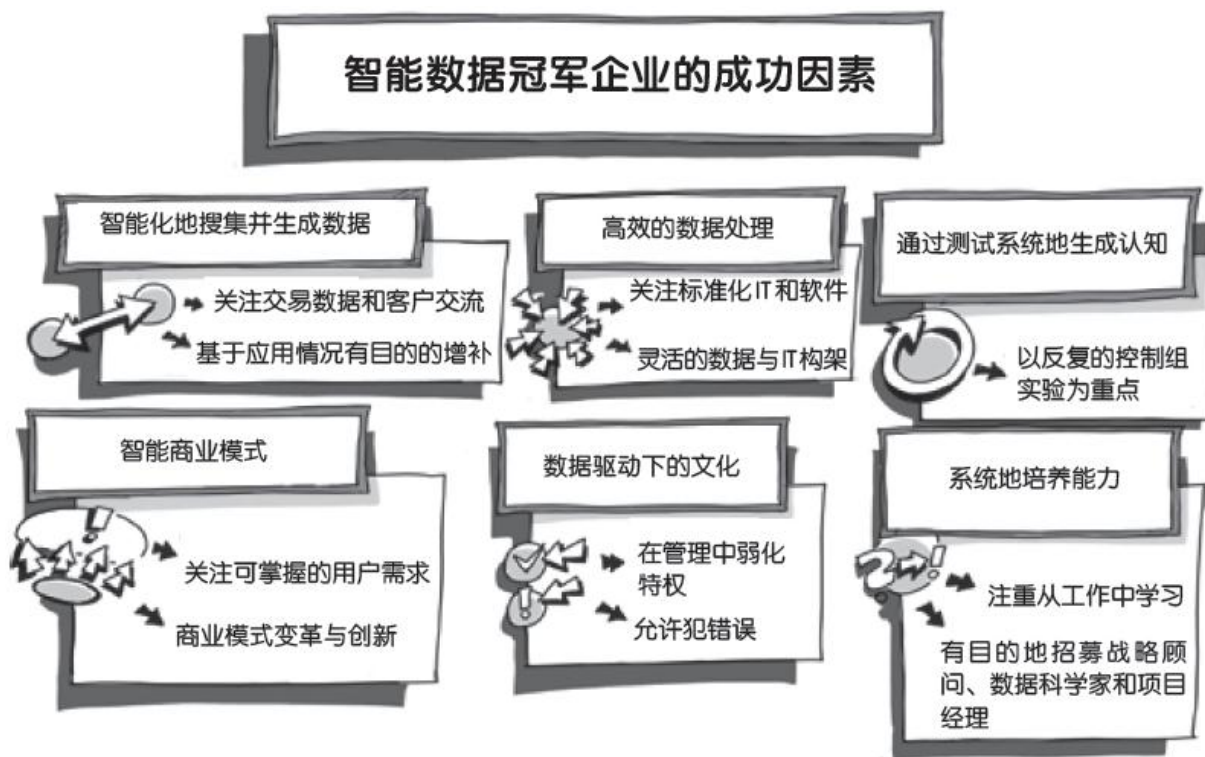 智能数据冠军企业的成功因素
智能化地搜集并生成数据
关注交易数据和客户交流
基于应用情况有目的的增补
高效的数据处理
关注标准化IT和软件
灵活的数据与IT构架
通过测试系统地生成认知
以反复的控制组
实验为重点
智能商业模式
关注可掌握的用户需求
商业模式变革与创新
数据驱动下的文化
在管理中弱化
特权
允许犯错误
系统地培养能力
注重从工作中学习
有目的地招募战略顾
问、数据科学家和项目
经理